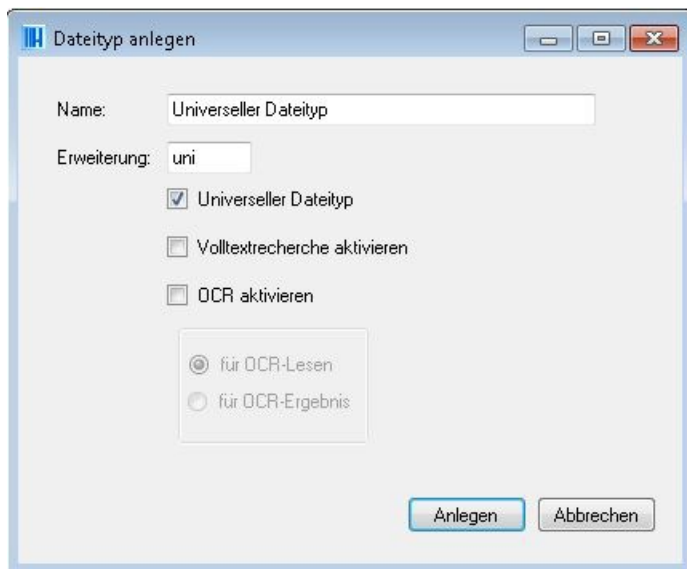 Dateityp anlegen
Name: Universeller Dateityp
Erweiterung: uni
Universeller Dateityp
Volltextrecherche aktivieren
OCR aktivieren
für OCR-Lesen
für OCR-Ergebnis
Anlegen Abbrechen